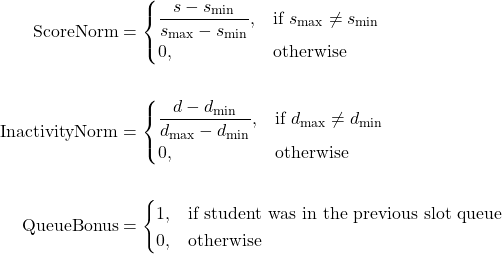 ScoreNorm = { (s − s_min) / (s_max − s_min), if s_max ≠ s_min
0, otherwise
InactivityNorm = { (d − d_min) / (d_max − d_min), if d_max ≠ d_min
0, otherwise
QueueBonus = { 1, if student was in the previous slot queue
0, otherwise